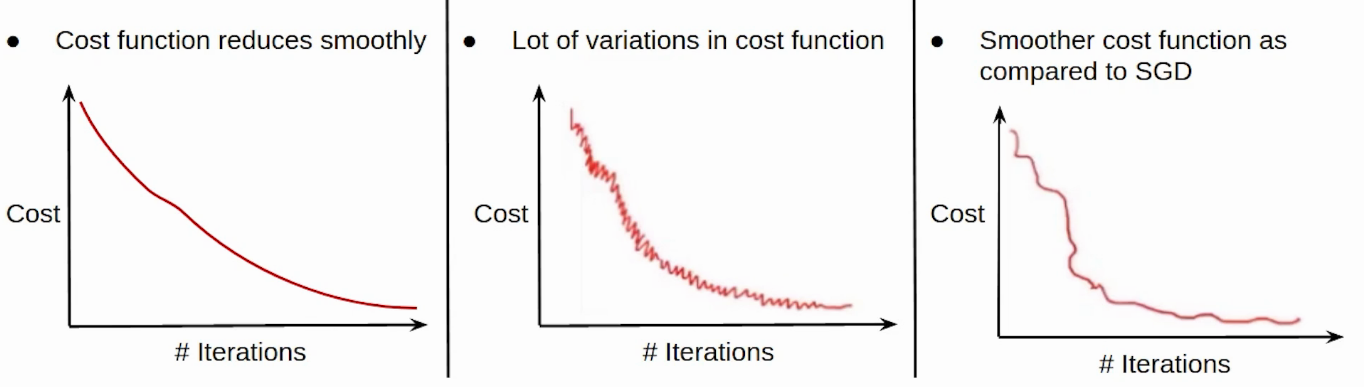 ● Cost function reduces smoothly
Cost
# Iterations
● Lot of variations in cost function
Cost
# Iterations
● Smoother cost function as
compared to SGD
Cost
# Iterations